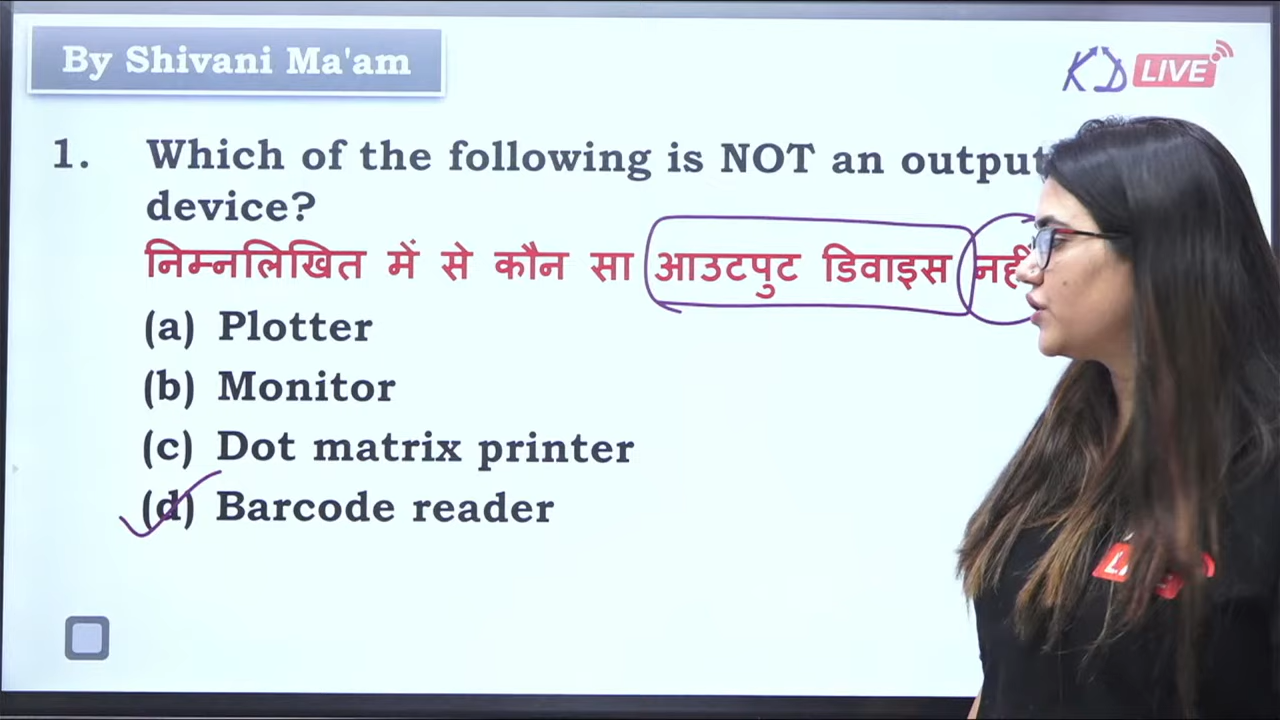 By Shivani Ma'am
KD LIVE
1. Which of the following is NOT an output
device?
निम्नलिखित में से कौन सा आउटपुट डिवाइस
(a) Plotter
(b) Monitor
(c) Dot matrix printer
(d) Barcode reader